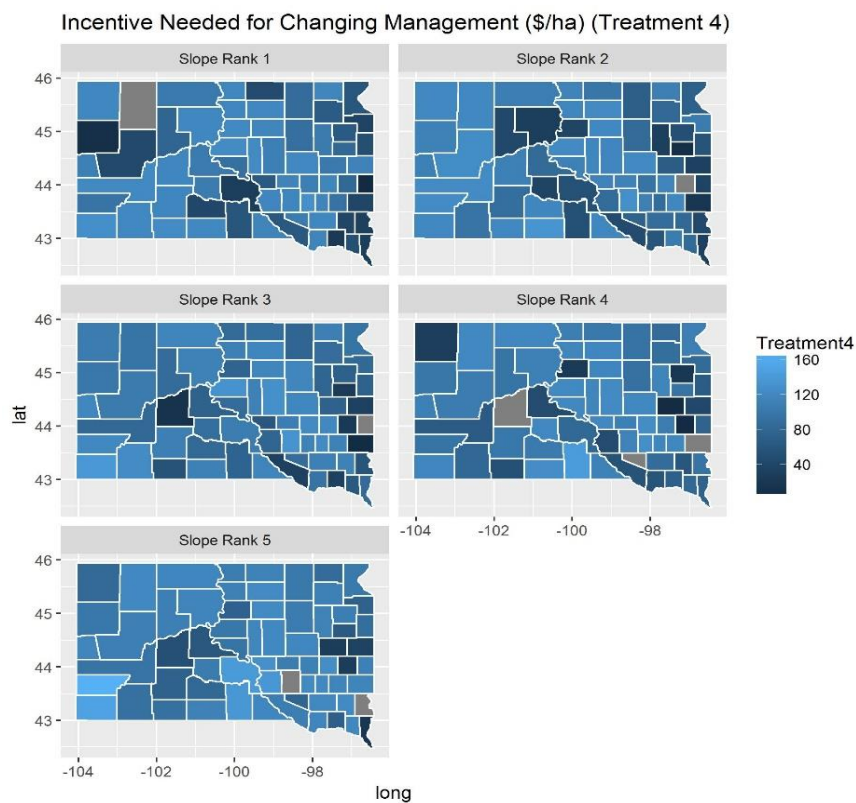 Incentive Needed for Changing Management ($/ha) (Treatment 4)
Slope Rank 1
Slope Rank 2
46
45
44
43
Slope Rank 3
Slope Rank 4
46
45
44
43
Treatment4
160
120
80
40
lat
-104
-102
-100
-98
Slope Rank 5
46
45
44
43
-104
-102
-100
-98
long